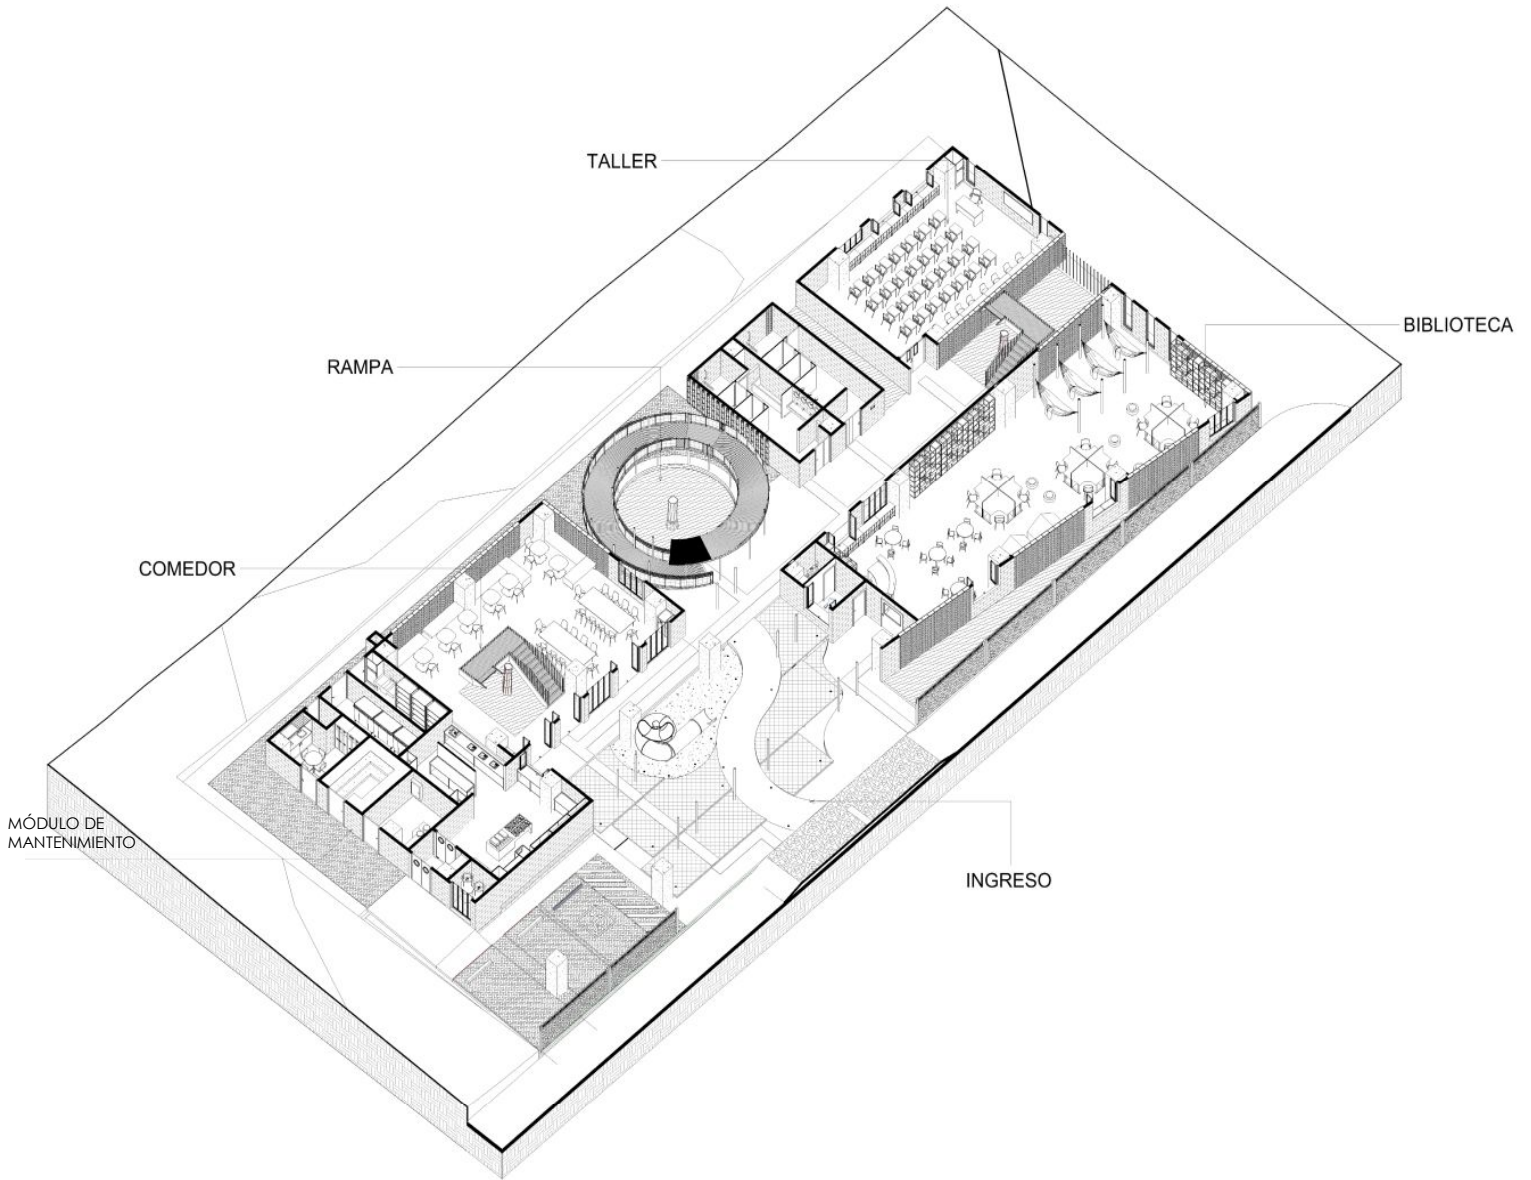 TALLER
BIBLIOTECA
RAMPA
COMEDOR
MÓDULO DE
MANTENIMIENTO
INGRESO